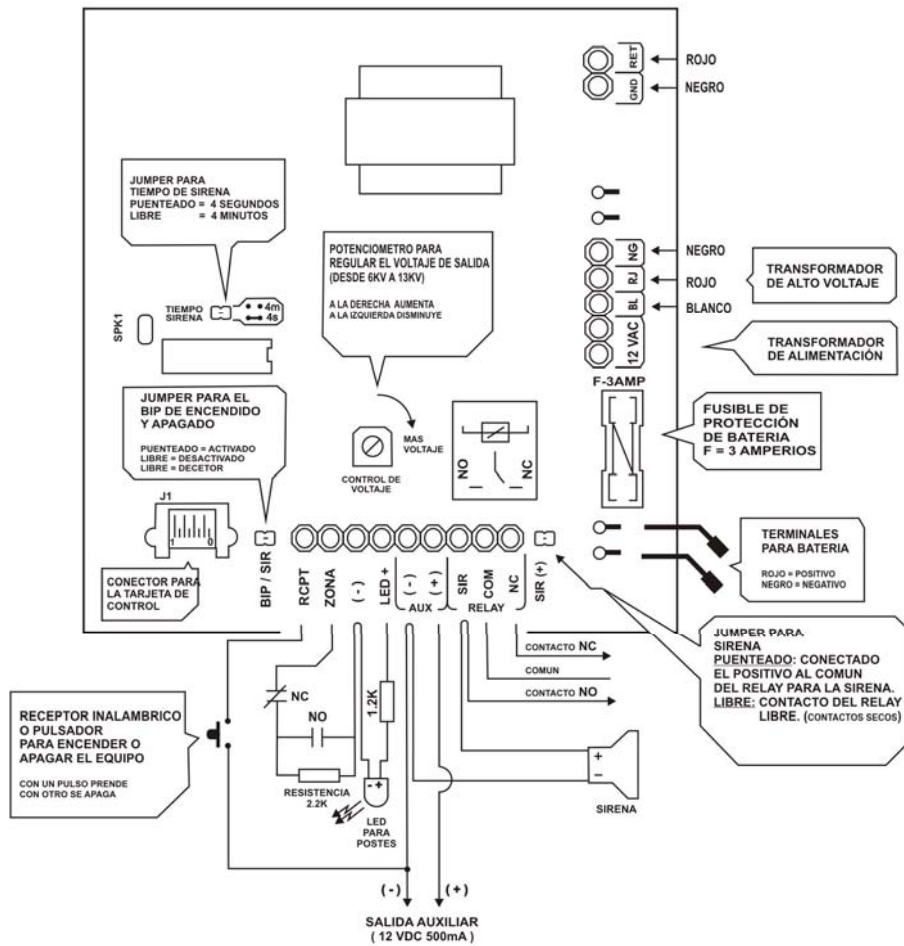 RET
ROJO
GND
NEGRO
JUMPER PARA
TIEMPO DE SIRENA
PUENTEADO = 4 SEGUNDOS
LIBRE = 4 MINUTOS
POTENCIOMETRO PARA
REGULAR EL VOLTAJE DE SALIDA
(DESDE 6KV A 13KV)
A LA DERECHA AUMENTA
A LA IZQUIERDA DISMINUYE
NG
NEGRO
RJ
ROJO
BL
BLANCO
12 VAC
TRANSFORMADOR
DE ALTO VOLTAJE
TRANSFORMADOR
DE ALIMENTACIÓN
SPK1
TIEMPO
SIRENA
4m
4s
F-3AMP
FUSIBLE DE
PROTECCIÓN
DE BATERIA
F = 3 AMPERIOS
JUMPER PARA EL
BIP DE ENCENDIDO
Y APAGADO
PUENTEADO = ACTIVADO
LIBRE = DESACTIVADO
LIBRE = DECETOR
MAS
VOLTAJE
CONTROL DE
VOLTAJE
NO
NC
J1
1
0
CONECTOR PARA
LA TARJETA DE
CONTROL
TERMINALES
PARA BATERIA
ROJO = POSITIVO
NEGRO = NEGATIVO
BIP / SIR
RCPT
ZONA
(-)
LED +
(-)
(+)
AUX
SIR
COM
NC
RELAY
SIR (+)
JUMPER PARA
SIRENA
PUENTEADO: CONECTADO
EL POSITIVO AL COMUN
DEL RELAY PARA LA SIRENA.
LIBRE: CONTACTO DEL RELAY
LIBRE. (CONTACTOS SECOS)
CONTACTO NC
COMUN
CONTACTO NO
RECEPTOR INALAMBRICO
O PULSADOR
PARA ENCENDER O
APAGAR EL EQUIPO
CON UN PULSO PRENDE
CON OTRO SE APAGA
NC
NO
1.2K
RESISTENCIA
2.2K
- +
LED
PARA
POSTES
+
-
SIRENA
(-)
(+)
SALIDA AUXILIAR
( 12 VDC 500mA )